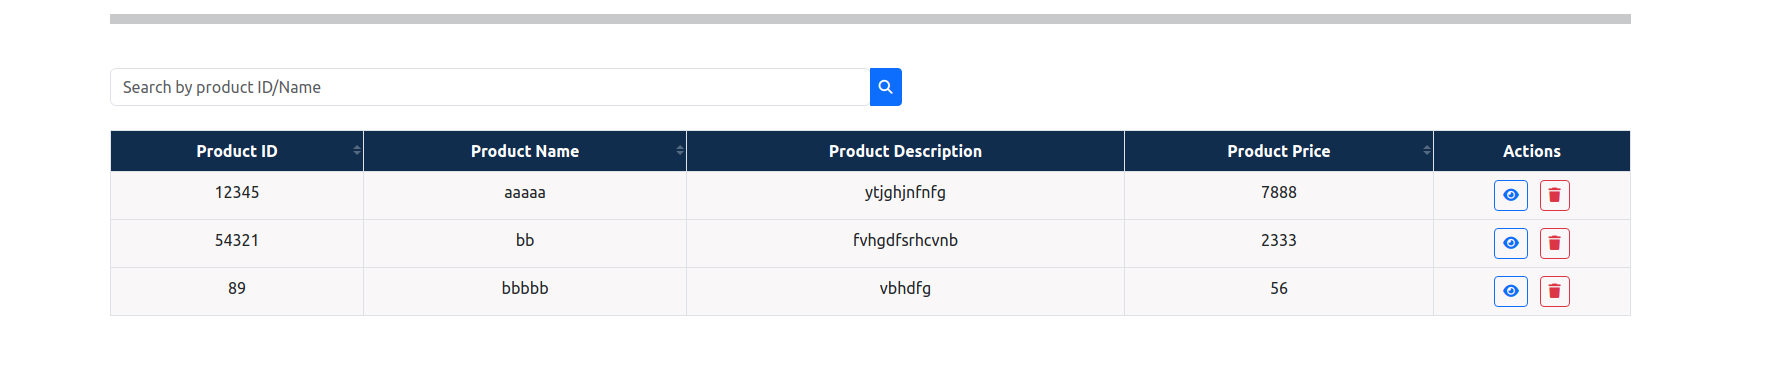 Search by product ID/Name
Product ID Product Name Product Description Product Price Actions
12345 aaaaa ytjghjnfnfg 7888
54321 bb fvhgdfsrhcvnb 2333
89 bbbbb vbhdfg 56